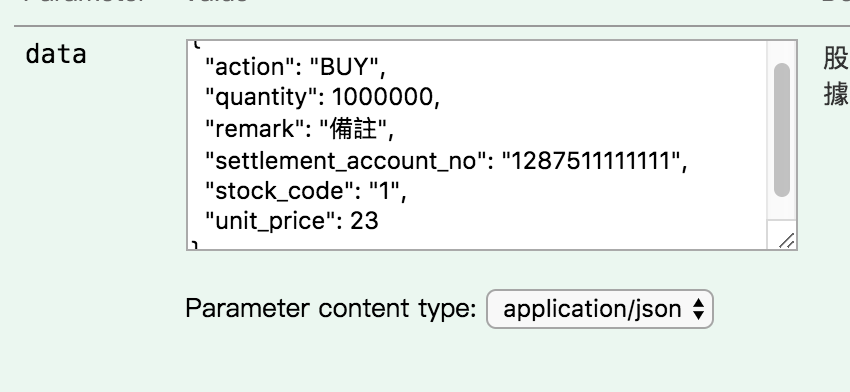 data
{
"action": "BUY",
"quantity": 1000000,
"remark": "備註",
"settlement_account_no": "1287511111111",
"stock_code": "1",
"unit_price": 23
}
股
據
Parameter content type: application/json